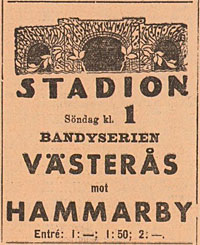 STADION
Söndag kl. 1
BANDYSERIEN
VÄSTERÅS
mot
HAMMARBY
Entré: 1:—; 1:50; 2:—.